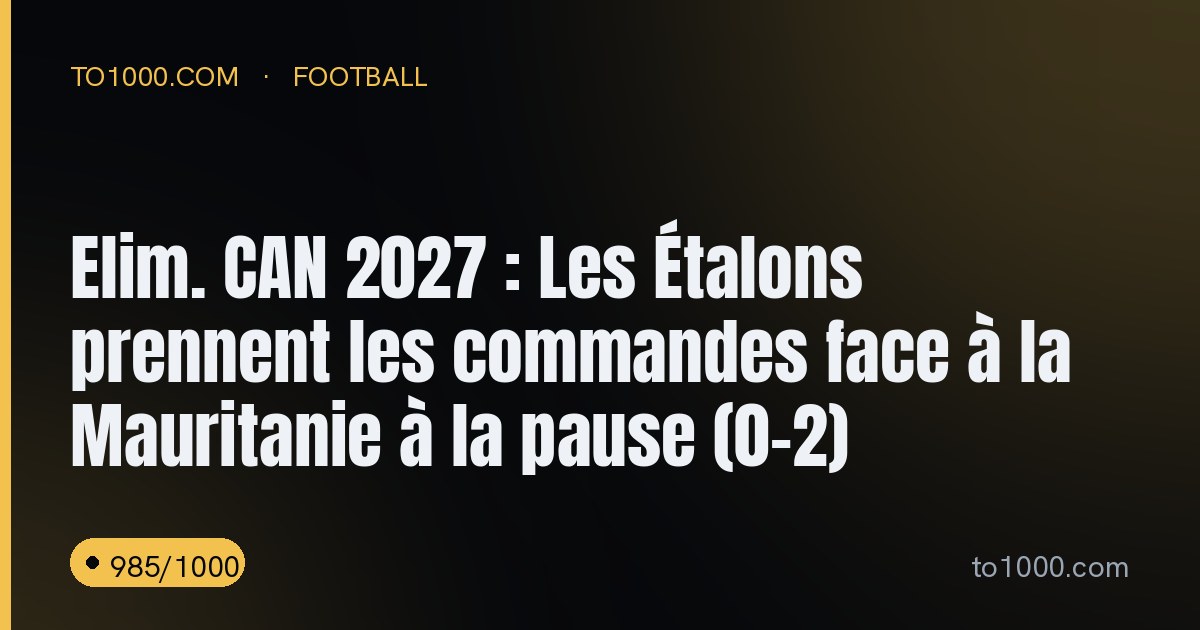 TO1000.COM · FOOTBALL
Elim. CAN 2027 : Les Étalons
prennent les commandes face à la
Mauritanie à la pause (0-2)
985/1000
to1000.com